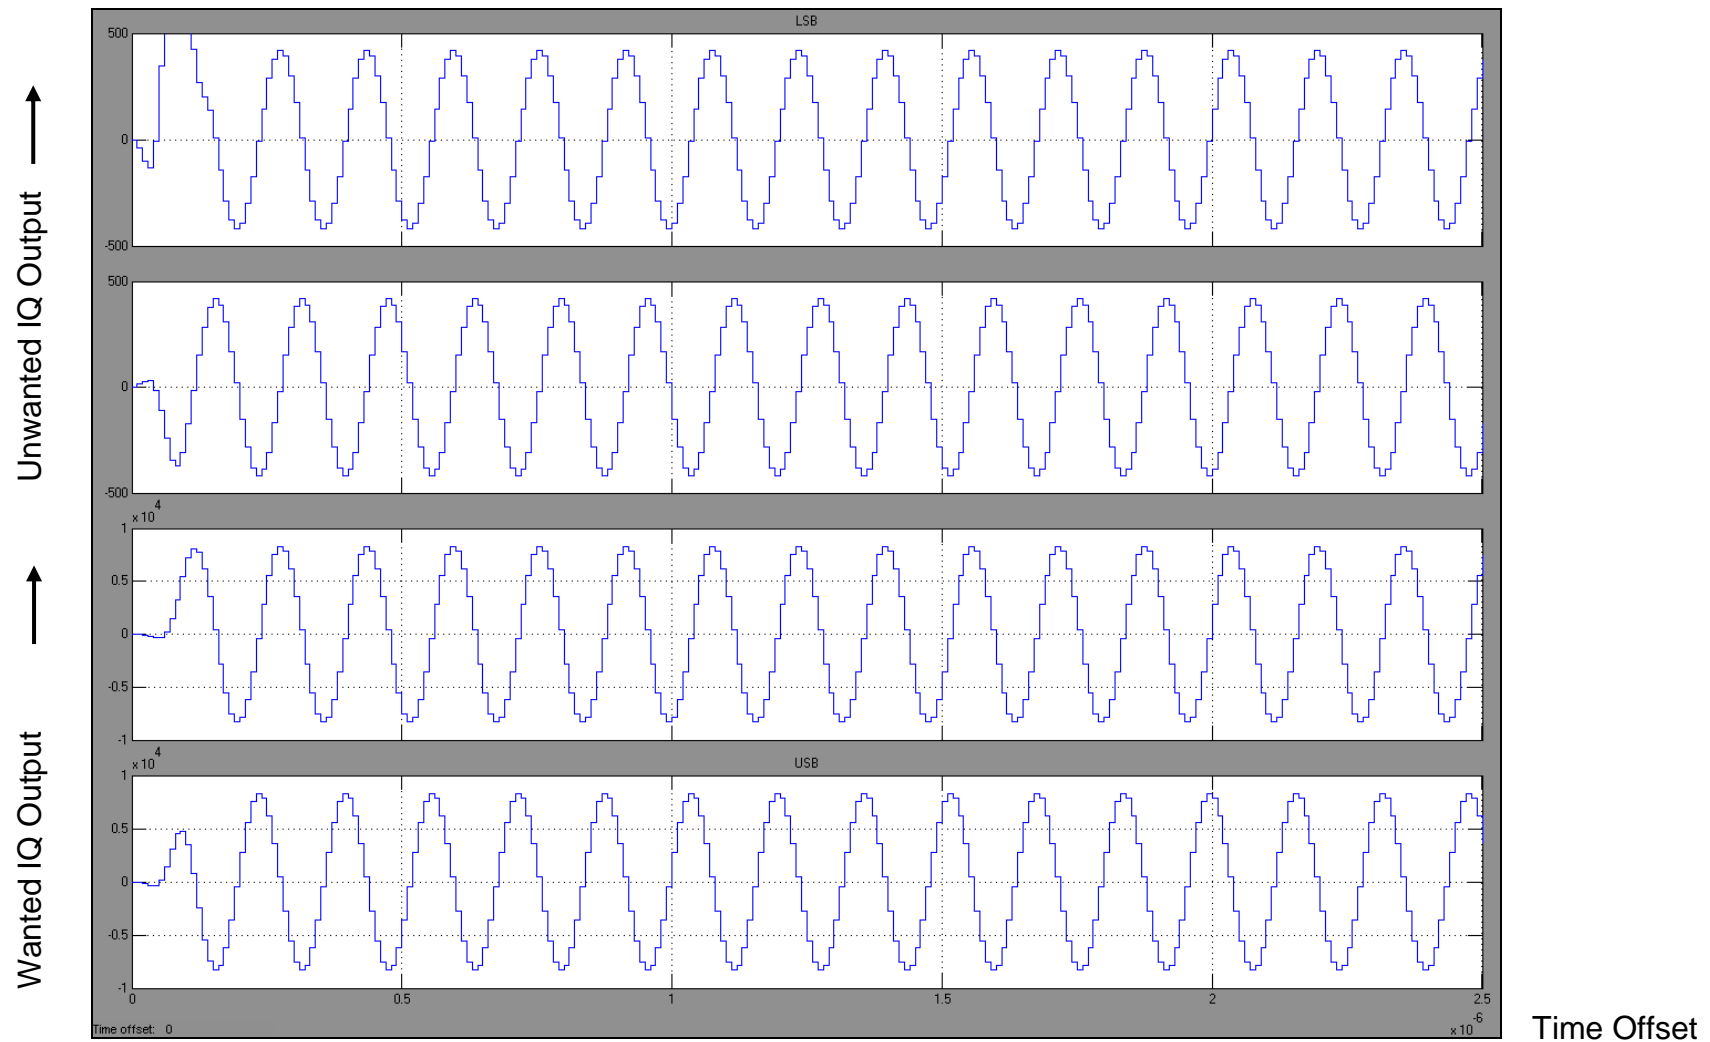 LSB
500
0
-500
500
0
-500
Unwanted IQ Output
x 10
4
1
0.5
0
-0.5
-1
x 10
4
USB
1
0.5
0
-0.5
-1
Wanted IQ Output
0 0.5 1 1.5 2 2.5
x 10
-6
Time offset: 0
Time Offset